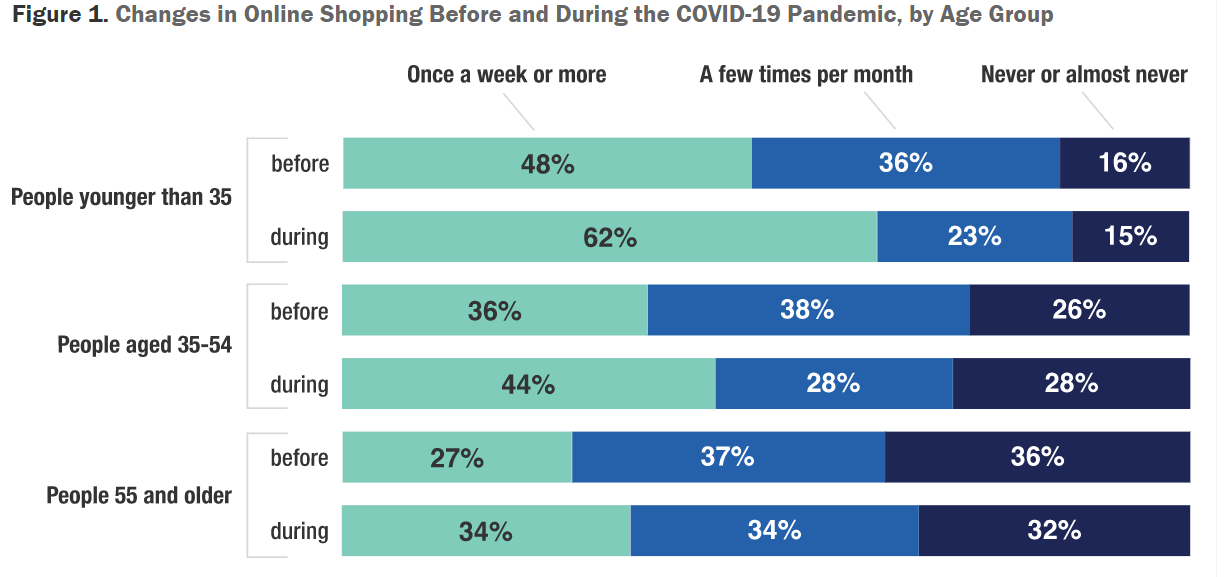 Figure 1. Changes in Online Shopping Before and During the COVID-19 Pandemic, by Age Group
Once a week or more A few times per month Never or almost never
People younger than 35
before 48% 36% 16%
during 62% 23% 15%
People aged 35-54
before 36% 38% 26%
during 44% 28% 28%
People 55 and older
before 27% 37% 36%
during 34% 34% 32%